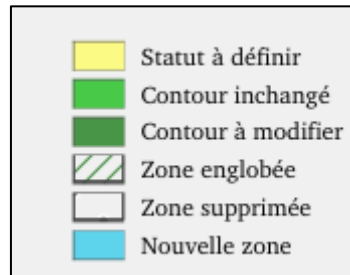 Statut à définir
Contour inchangé
Contour à modifier
Zone englobée
Zone supprimée
Nouvelle zone